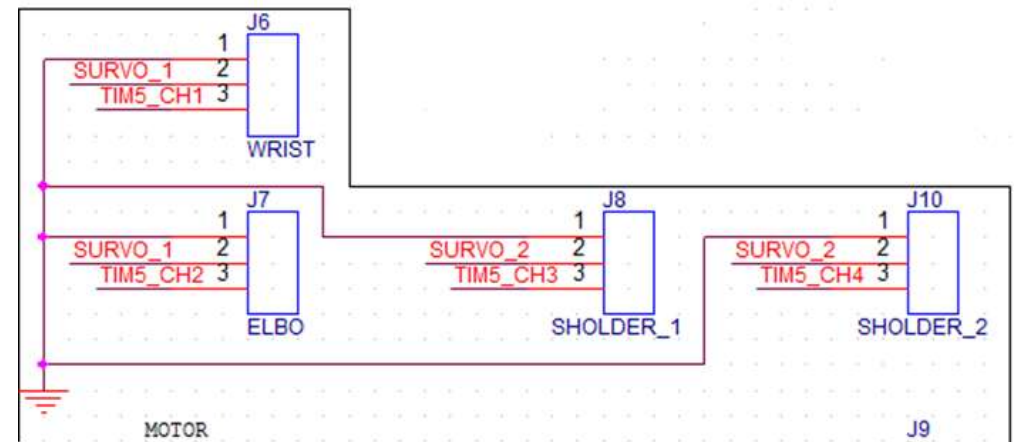 J6
1
SURVO_1 2
TIM5_CH1 3
WRIST
J7 J8 J10
1 1 1
SURVO_1 2 SURVO_2 2 SURVO_2 2
TIM5_CH2 3 TIM5_CH3 3 TIM5_CH4 3
ELBO SHOLDER_1 SHOLDER_2
MOTOR J9